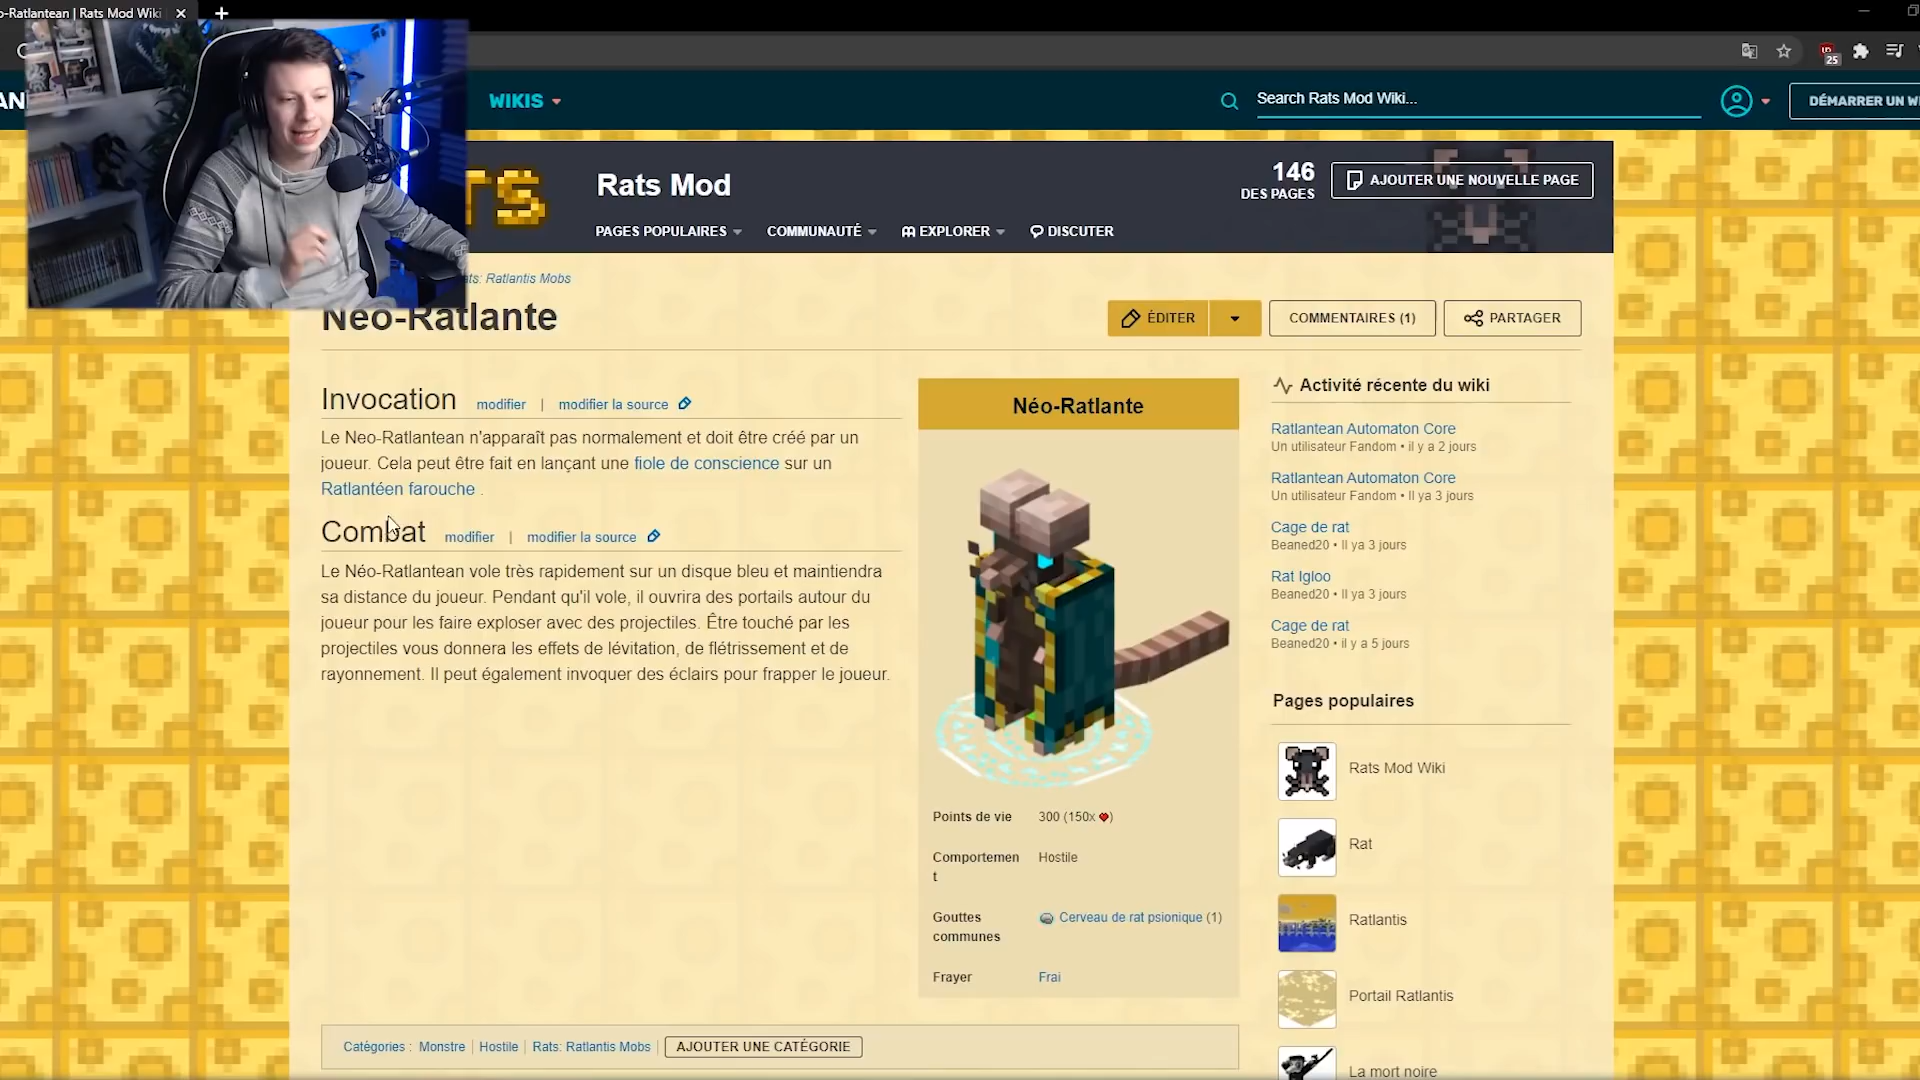 o-Ratlantean | Rats Mod Wiki
25
AN
WIKIS
Search Rats Mod Wiki...
DÉMARRER UN WI
TS
Rats Mod
146
DES PAGES
AJOUTER UNE NOUVELLE PAGE
PAGES POPULAIRES
COMMUNAUTÉ
EXPLORER
DISCUTER
ts: Ratlantis Mobs
Néo-Ratlante
ÉDITER
COMMENTAIRES (1)
PARTAGER
Invocation modifier | modifier la source
Le Neo-Ratlantean n'apparaît pas normalement et doit être créé par un
joueur. Cela peut être fait en lançant une fiole de conscience sur un
Ratlantéen farouche .
Combat modifier | modifier la source
Le Néo-Ratlantean vole très rapidement sur un disque bleu et maintiendra
sa distance du joueur. Pendant qu'il vole, il ouvrira des portails autour du
joueur pour les faire exploser avec des projectiles. Être touché par les
projectiles vous donnera les effets de lévitation, de flétrissement et de
rayonnement. Il peut également invoquer des éclairs pour frapper le joueur.
Néo-Ratlante
Points de vie 300 (150x )
Comportemen Hostile
t
Gouttes Cerveau de rat psionique (1)
communes
Frayer Frai
Activité récente du wiki
Ratlantean Automaton Core
Un utilisateur Fandom • il y a 2 jours
Ratlantean Automaton Core
Un utilisateur Fandom • Il ya 3 jours
Cage de rat
Beaned20 • Il ya 3 jours
Rat Igloo
Beaned20 • Il ya 3 jours
Cage de rat
Beaned20 • il y a 5 jours
Pages populaires
Rats Mod Wiki
Rat
Ratlantis
Portail Ratlantis
La mort noire
Catégories : Monstre Hostile Rats: Ratlantis Mobs AJOUTER UNE CATÉGORIE